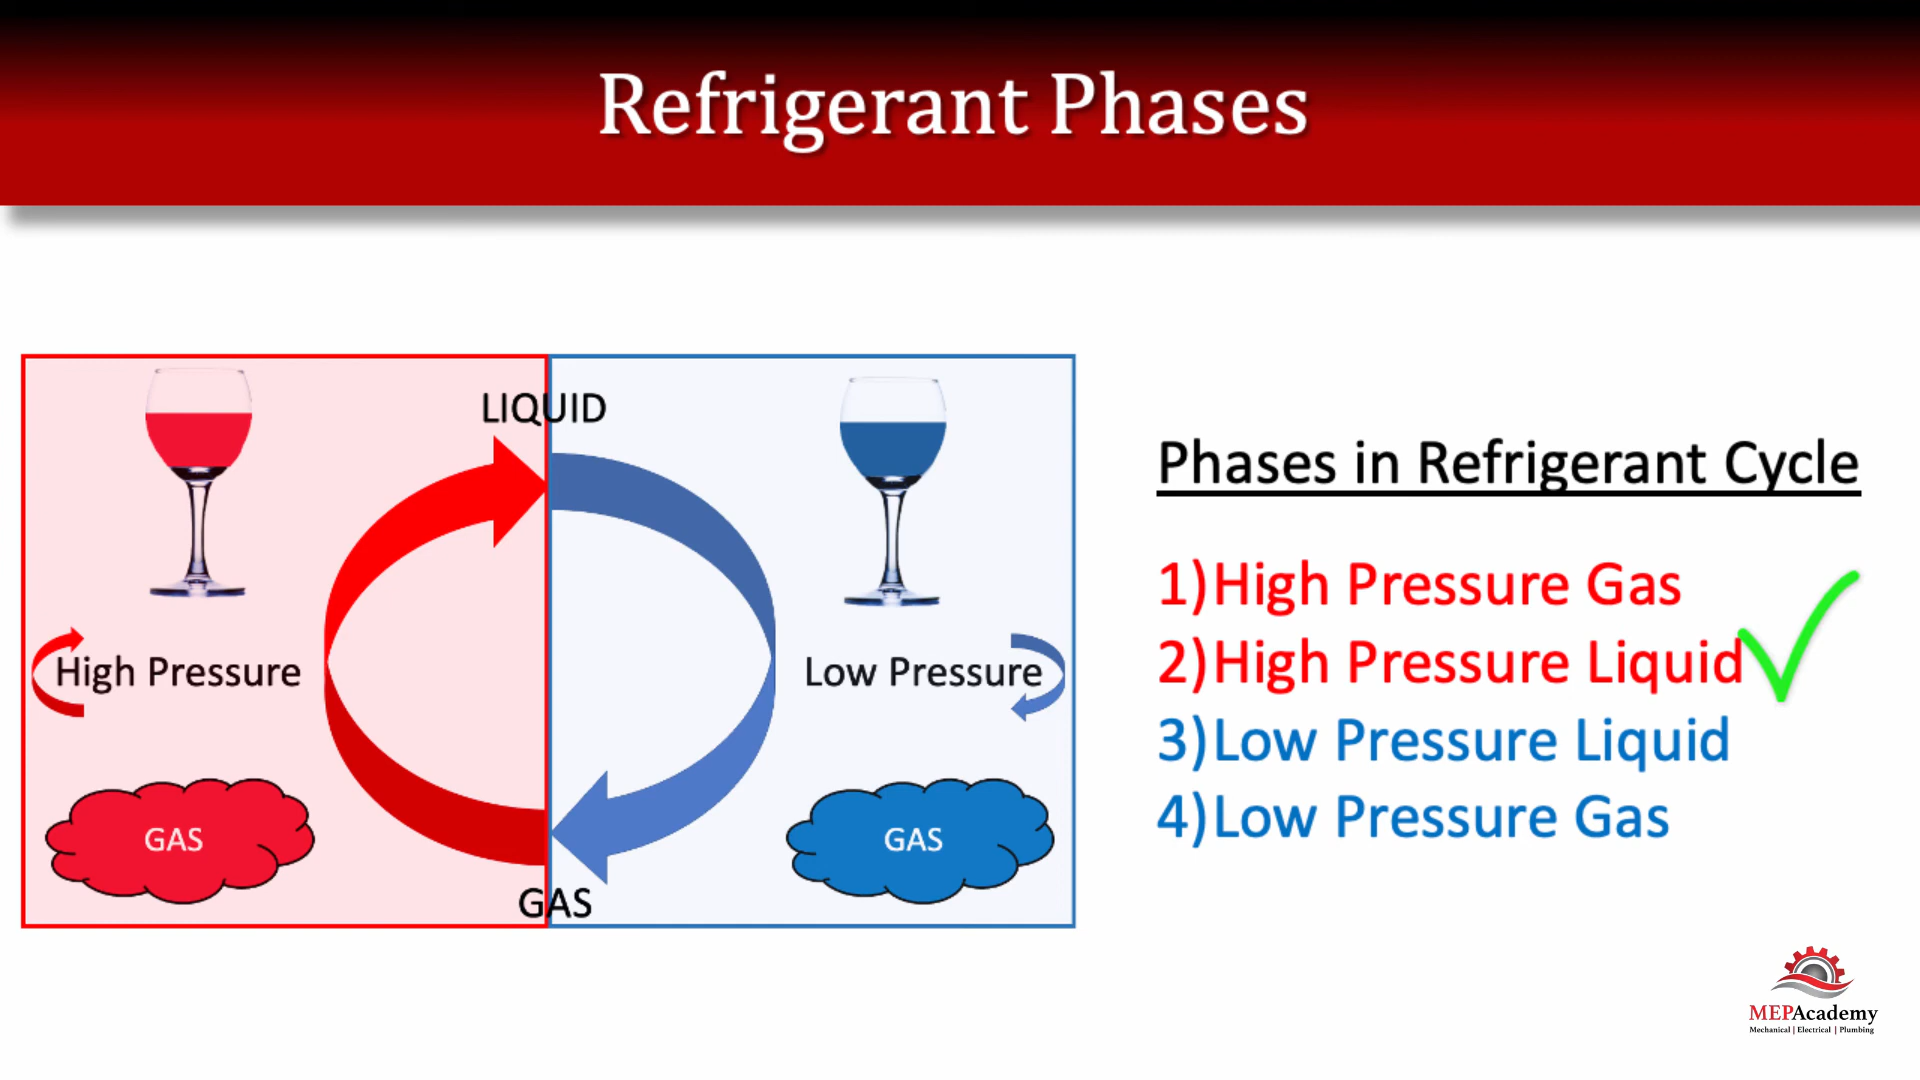 Refrigerant Phases
LIQUID
High Pressure
Low Pressure
GAS
GAS
GAS
Phases in Refrigerant Cycle
1)High Pressure Gas
2)High Pressure Liquid
3)Low Pressure Liquid
4)Low Pressure Gas
MEPAcademy
Mechanical | Electrical | Plumbing